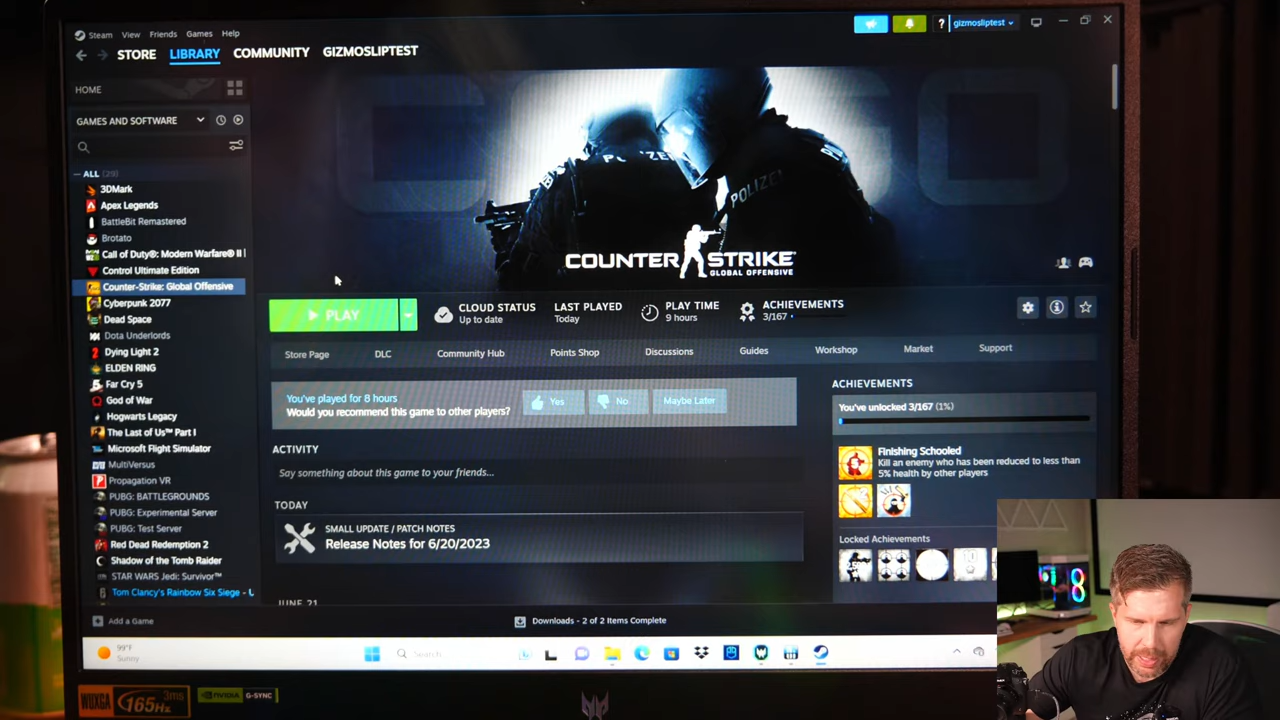 Steam View Friends Games Help
? gizmosliptest
STORE LIBRARY COMMUNITY GIZMOSLIPTEST
HOME
GAMES AND SOFTWARE
ALL (29)
3DMark
Apex Legends
BattleBit Remastered
Brotato
Call of Duty®: Modern Warfare® II
Control Ultimate Edition
Counter-Strike: Global Offensive
Cyberpunk 2077
Dead Space
Dota Underlords
Dying Light 2
ELDEN RING
Far Cry 5
God of War
Hogwarts Legacy
The Last of Us™ Part I
Microsoft Flight Simulator
MultiVersus
Propagation VR
PUBG: BATTLEGROUNDS
PUBG: Experimental Server
PUBG: Test Server
Red Dead Redemption 2
Shadow of the Tomb Raider
STAR WARS Jedi: Survivor™
Tom Clancy's Rainbow Six Siege - U
Add a Game
POLIZEI
POLIZEI
COUNTER STRIKE
GLOBAL OFFENSIVE
PLAY
CLOUD STATUS
Up to date
LAST PLAYED
Today
PLAY TIME
9 hours
ACHIEVEMENTS
3/167
Store Page DLC Community Hub Points Shop Discussions Guides Workshop Market Support
You've played for 8 hours
Would you recommend this game to other players?
Yes No Maybe Later
ACTIVITY
Say something about this game to your friends...
TODAY
SMALL UPDATE / PATCH NOTES
Release Notes for 6/20/2023
JUNE 21
ACHIEVEMENTS
You've unlocked 3/167 (1%)
Finishing Schooled
Kill an enemy who has been reduced to less than
5% health by other players
Locked Achievements
Downloads - 2 of 2 Items Complete
99°F
Sunny
Search
WUXGA 165Hz 3ms
NVIDIA G-SYNC